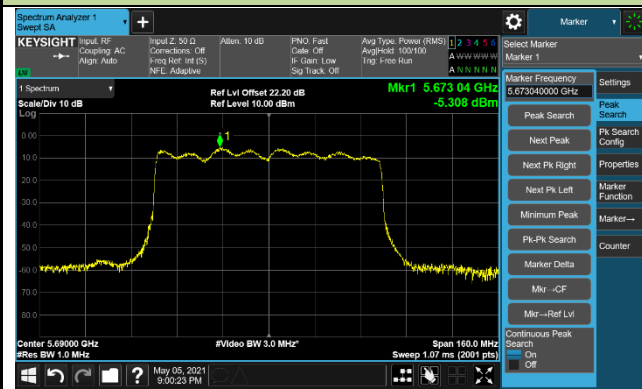 Spectrum Analyzer 1
Swept SA
Marker
KEYSIGHT
Input: RF
Coupling: AC
Align: Auto
Input Z: 50 Ω
Corrections: Off
Freq Ref: Int (S)
NFE: Adaptive
Atten: 10 dB
PNO: Fast
Gate: Off
IF Gain: Low
Sig Track: Off
Avg Type: Power (RMS)
Avg|Hold: 100/100
Trig: Free Run
1 2 3 4 5 6
A W W W W W
A N N N N N
LW
Select Marker
Marker 1
1 Spectrum
Scale/Div 10 dB
Log
Ref Lvl Offset 22.20 dB
Ref Level 10.00 dBm
Mkr1 5.673 04 GHz
-5.308 dBm
Marker Frequency
5.673040000 GHz
Settings
Peak Search
Next Peak
Next Pk Right
Next Pk Left
Minimum Peak
Pk-Pk Search
Marker Delta
Mkr→CF
Mkr→Ref Lvl
Continuous Peak
Search
On
Off
Peak
Search
Pk Search
Config
Properties
Marker
Function
Marker→
Counter
1
0.00
-10.0
-20.0
-30.0
-40.0
-50.0
-60.0
-70.0
-80.0
Center 5.69000 GHz
#Res BW 1.0 MHz
#Video BW 3.0 MHz*
Span 160.0 MHz
Sweep 1.07 ms (2001 pts)
May 05, 2021
9:00:23 PM